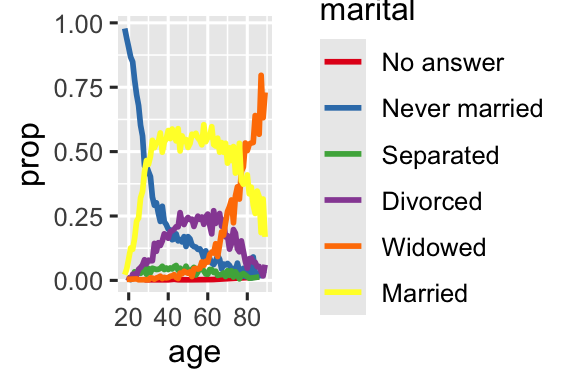 marital
1.00
0.75
0.50
0.25
0.00
prop
20 40 60 80
age
No answer
Never married
Separated
Divorced
Widowed
Married